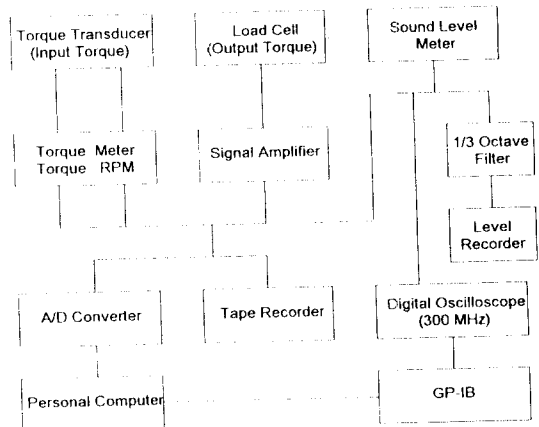 Torque Transducer
(Input Torque)
Load Cell
(Output Torque)
Sound Level
Meter
Torque Meter
Torque RPM
Signal Amplifier
1/3 Octave
Filter
Level
Recorder
A/D Converter
Tape Recorder
Digital Oscilloscope
(300 MHz)
Personal Computer
GP-IB